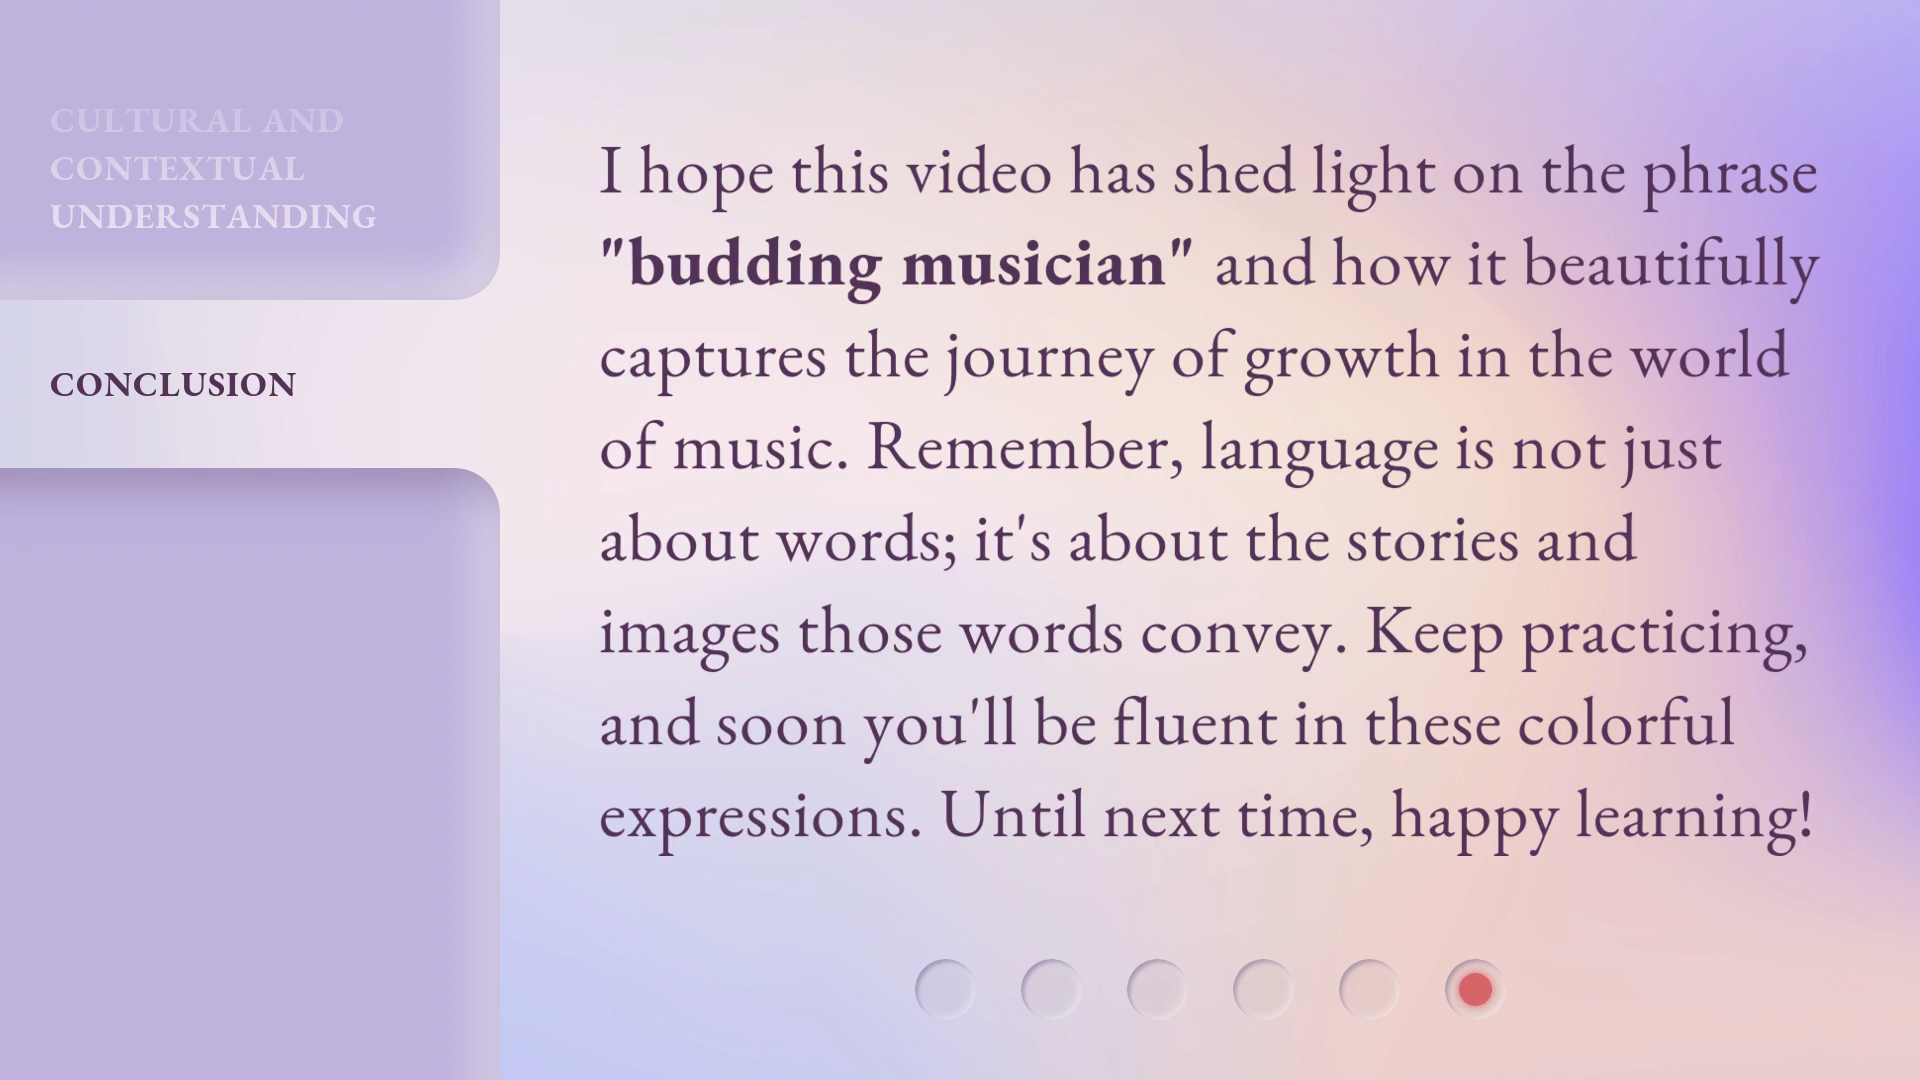 CULTURAL AND
CONTEXTUAL
UNDERSTANDING
CONCLUSION
I hope this video has shed light on the phrase
"budding musician" and how it beautifully
captures the journey of growth in the world
of music. Remember, language is not just
about words; it's about the stories and
images those words convey. Keep practicing,
and soon you'll be fluent in these colorful
expressions. Until next time, happy learning!